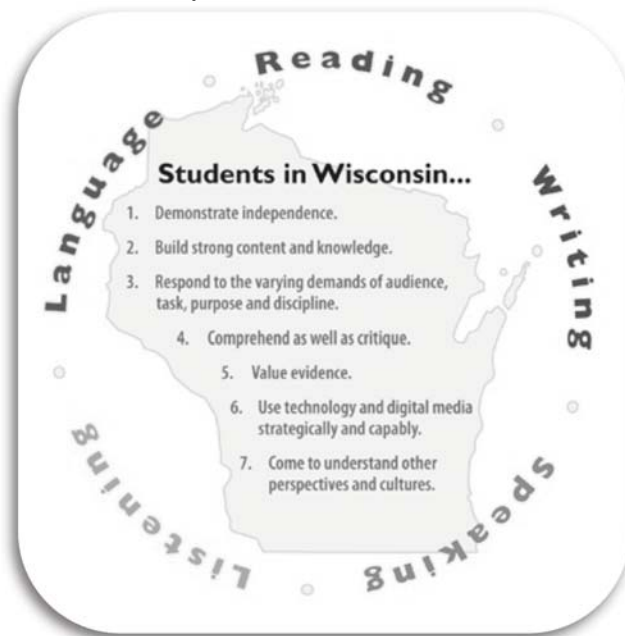 Reading
Writing
Speaking
Listening
Language
Students in Wisconsin...
1. Demonstrate independence.
2. Build strong content and knowledge.
3. Respond to the varying demands of audience,
task, purpose and discipline.
4. Comprehend as well as critique.
5. Value evidence.
6. Use technology and digital media
strategically and capably.
7. Come to understand other
perspectives and cultures.